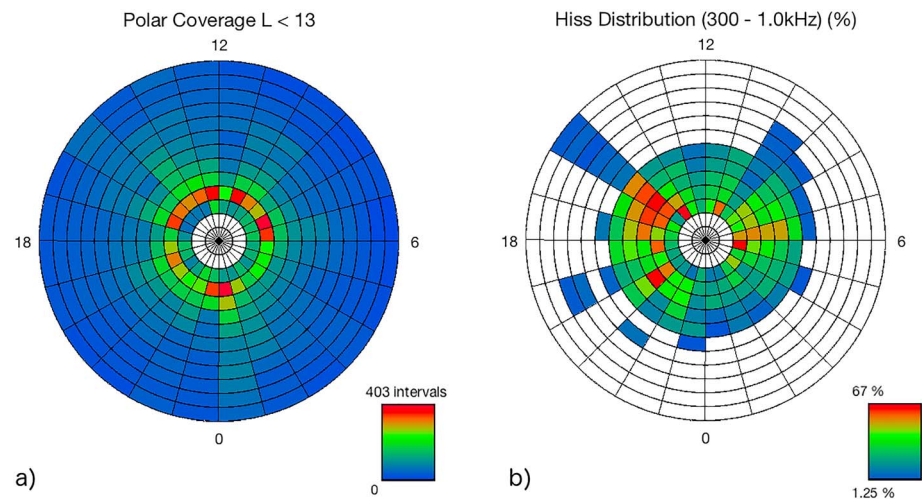 Polar Coverage L < 13
12
18
6
0
403 intervals
0
a)
Hiss Distribution (300 - 1.0kHz) (%)
12
18
6
0
67 %
1.25 %
b)